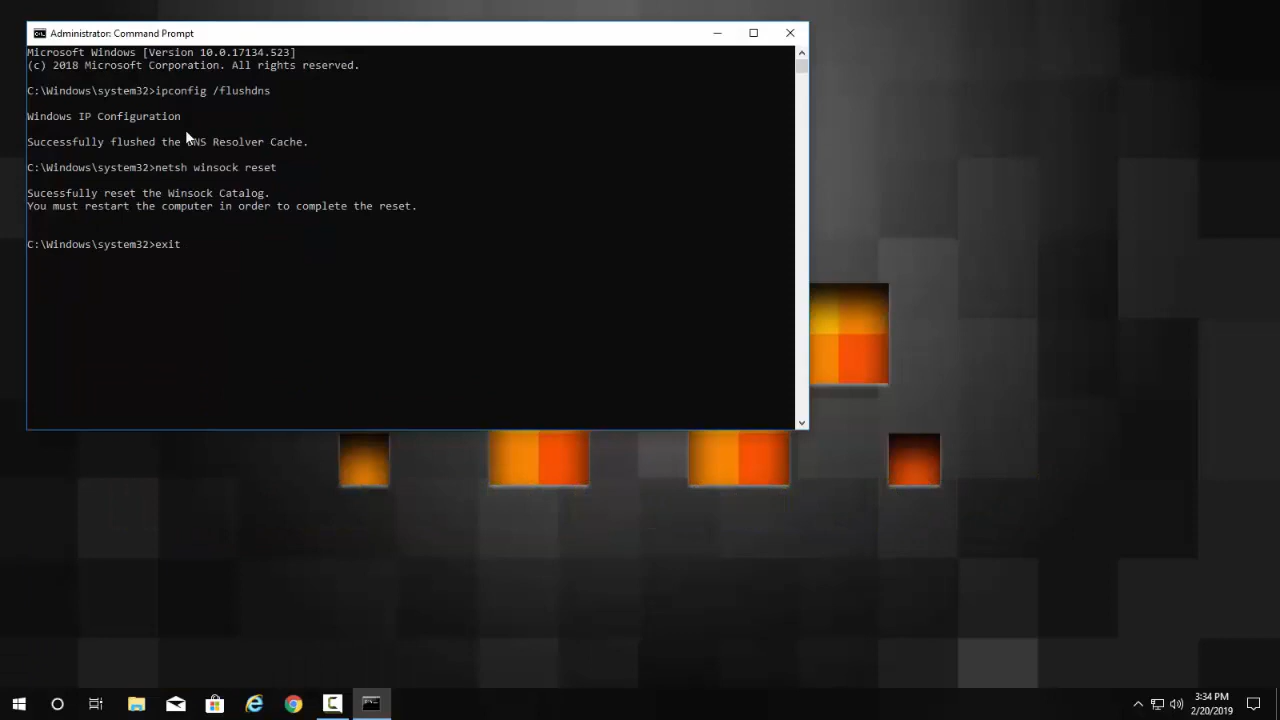 Administrator: Command Prompt
Microsoft Windows [Version 10.0.17134.523]
(c) 2018 Microsoft Corporation. All rights reserved.
C:\Windows\system32>ipconfig /flushdns
Windows IP Configuration
Successfully flushed the DNS Resolver Cache.
C:\Windows\system32>netsh winsock reset
Sucessfully reset the Winsock Catalog.
You must restart the computer in order to complete the reset.
C:\Windows\system32>exit
3:34 PM
2/20/2019